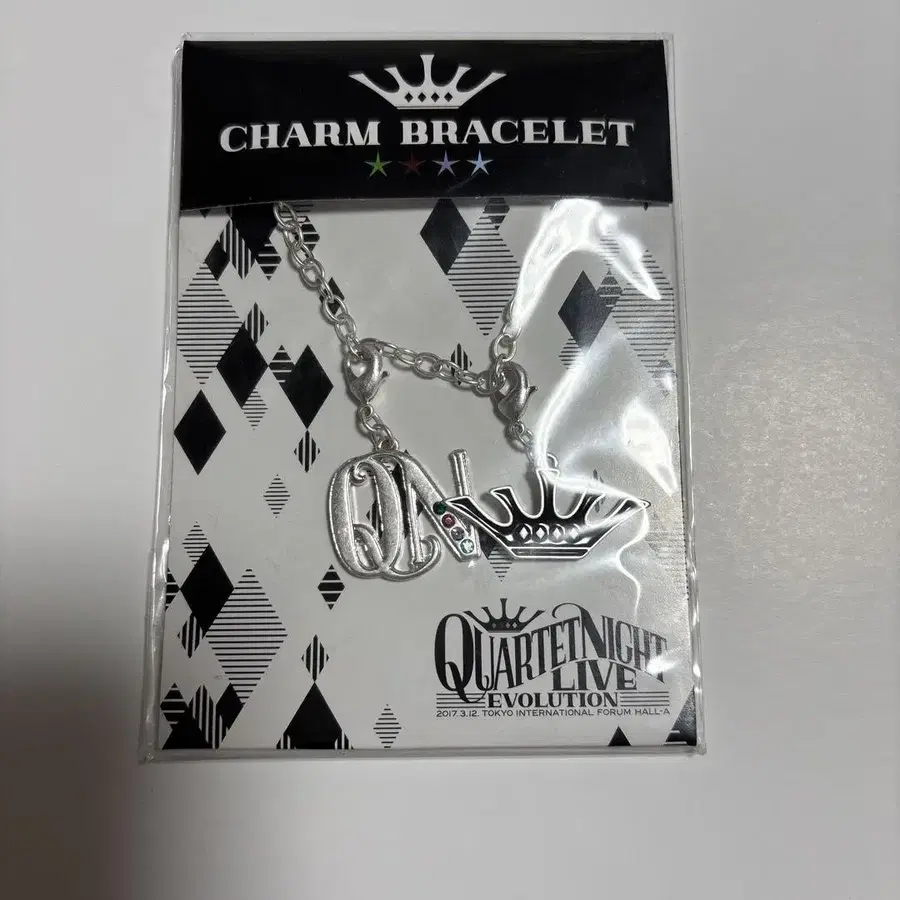 CHARM BRACELET
QN
QUARTET NIGHT
LIVE
EVOLUTION
2017.3.12. TOKYO INTERNATIONAL FORUM HALL-A